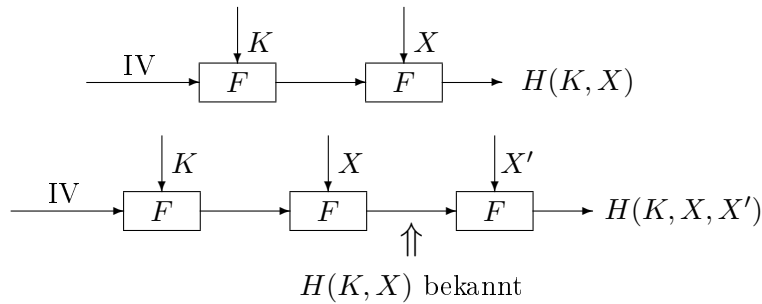 K X
IV F F H(K, X)
K X X′
IV F F F H(K, X, X′)
⇑
H(K, X) bekannt